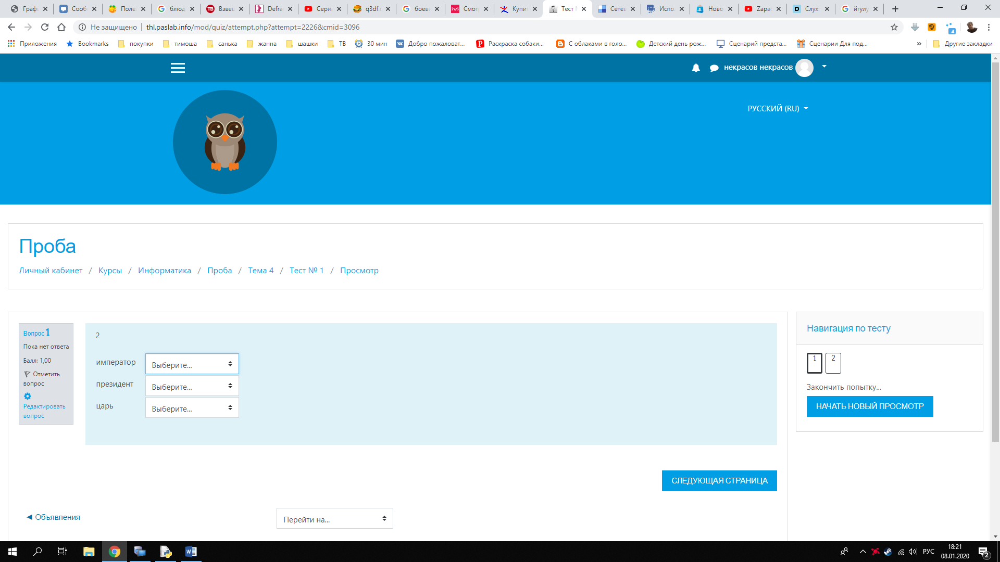 Граф
Сооб
Поле
блюд
Взвеш
Defra
Сери
q3df.
боев
Смот
Купит
Тест
Сетев
Испо
Ново
Zapa
Слух
йгулу
Не защищено
thl.paslab.info/mod/quiz/attempt.php?attempt=2226&cmid=3096
-4
Приложения
Bookmarks
покупки
тимоша
санька
жанна
шашки
ТВ
30 мин
Добро пожаловат...
Раскраска собаки...
С облаками в голо...
Детский день рож...
Сценарий предста...
Сценарии Для под...
»
Другие закладки
некрасов некрасов
РУССКИЙ (RU)
Проба
Личный кабинет / Курсы / Информатика / Проба / Тема 4 / Тест № 1 / Просмотр
Вопрос 1
Пока нет ответа
Балл: 1,00
Отметить
вопрос
Редактировать
вопрос
2
император Выберите...
президент Выберите...
царь Выберите...
СЛЕДУЮЩАЯ СТРАНИЦА
◄ Объявления
Перейти на...
Навигация по тесту
1 2
Закончить попытку...
НАЧАТЬ НОВЫЙ ПРОСМОТР
РУС
18:21
08.01.2020
2